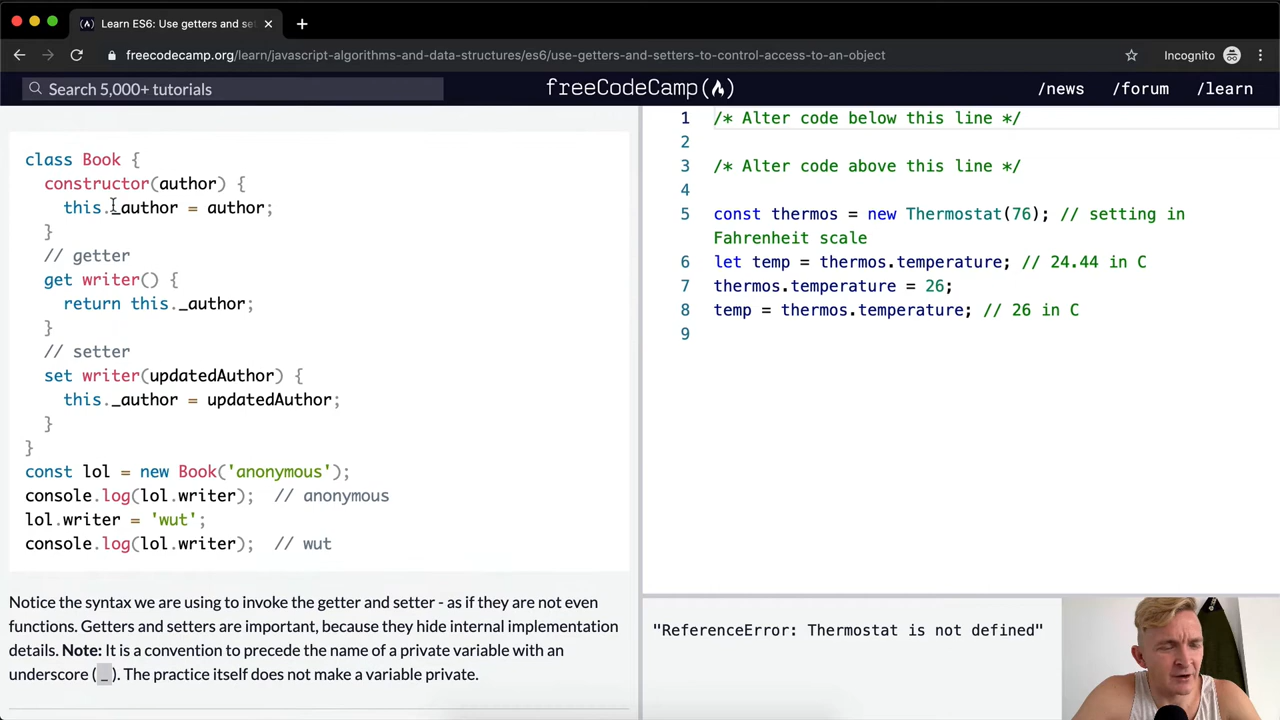 Learn ES6: Use getters and se
freecodecamp.org/learn/javascript-algorithms-and-data-structures/es6/use-getters-and-setters-to-control-access-to-an-object
Incognito
Search 5,000+ tutorials
freeCodeCamp
/news
/forum
/learn
class Book {
constructor(author) {
this._author = author;
}
// getter
get writer() {
return this._author;
}
// setter
set writer(updatedAuthor) {
this._author = updatedAuthor;
}
}
const lol = new Book('anonymous');
console.log(lol.writer);  // anonymous
lol.writer = 'wut';
console.log(lol.writer);  // wut
Notice the syntax we are using to invoke the getter and setter - as if they are not even
functions. Getters and setters are important, because they hide internal implementation
details. Note: It is a convention to precede the name of a private variable with an
underscore (_). The practice itself does not make a variable private.
1 /* Alter code below this line */
2
3 /* Alter code above this line */
4
5 const thermos = new Thermostat(76); // setting in
Fahrenheit scale
6 let temp = thermos.temperature; // 24.44 in C
7 thermos.temperature = 26;
8 temp = thermos.temperature; // 26 in C
9
"ReferenceError: Thermostat is not defined"